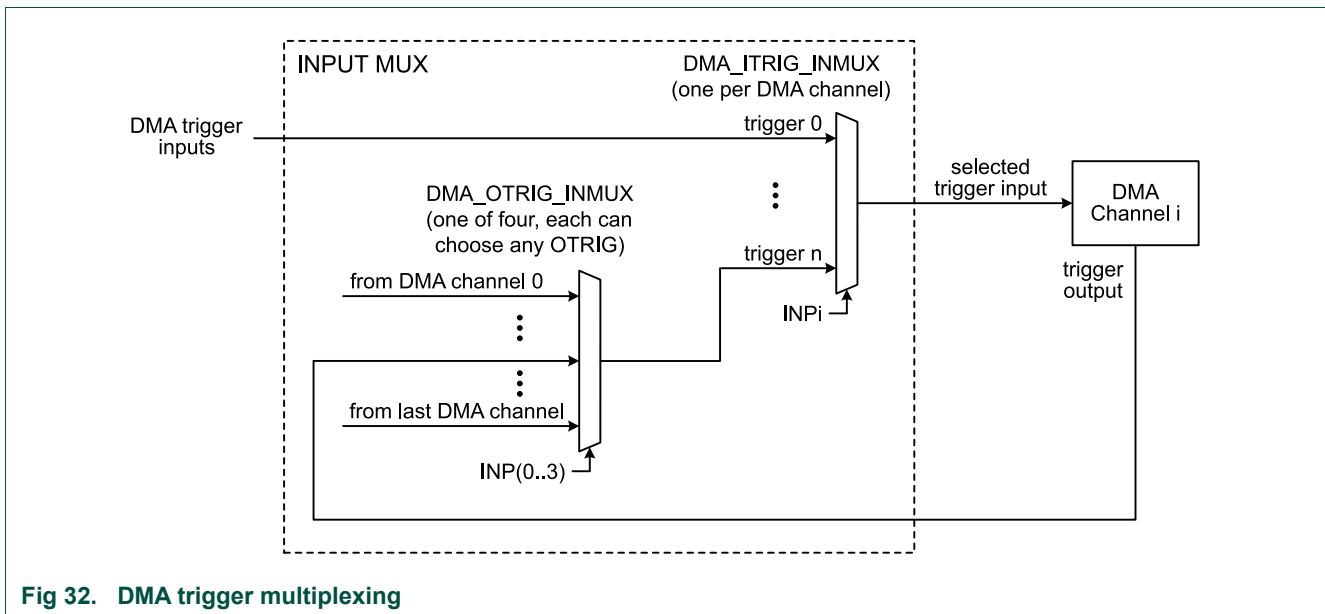 INPUT MUX
DMA_ITRIG_INMUX
(one per DMA channel)
DMA trigger
inputs
trigger 0
DMA_OTRIG_INMUX
(one of four, each can
choose any OTRIG)
selected
trigger input
DMA
Channel i
trigger n
trigger
output
from DMA channel 0
INPi
from last DMA channel
INP(0..3)
Fig 32. DMA trigger multiplexing